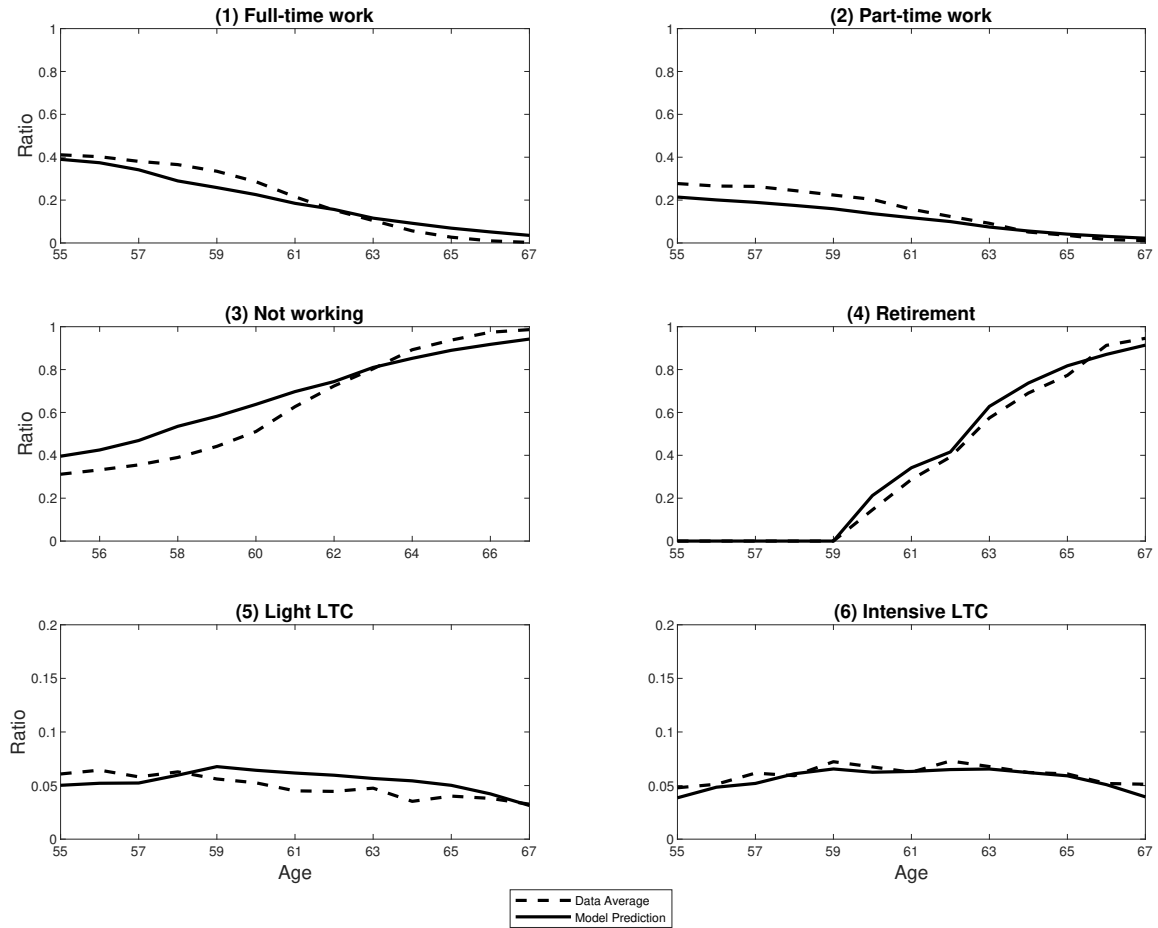 (1) Full-time work
1
0.8
0.6
0.4
0.2
0
Ratio
55 57 59 61 63 65 67
(2) Part-time work
1
0.8
0.6
0.4
0.2
0
55 57 59 61 63 65 67
(3) Not working
1
0.8
0.6
0.4
0.2
0
Ratio
56 58 60 62 64 66
(4) Retirement
1
0.8
0.6
0.4
0.2
0
55 57 59 61 63 65 67
(5) Light LTC
0.2
0.15
0.1
0.05
0
Ratio
55 57 59 61 63 65 67
Age
(6) Intensive LTC
0.2
0.15
0.1
0.05
0
55 57 59 61 63 65 67
Age
Data Average
Model Prediction